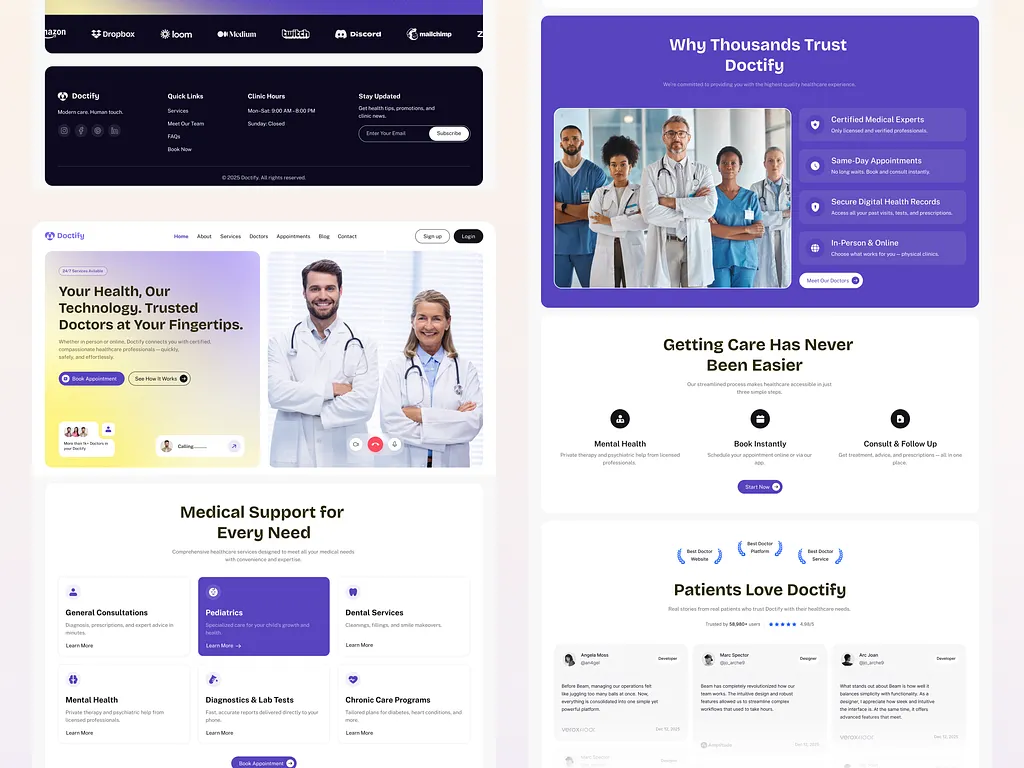 Dropbox
loom
Medium
twitch
Discord
mailchimp
Doctify
Modern care. Human touch.
Quick Links
Services
Meet Our Team
FAQs
Book Now
Clinic Hours
Mon–Sat: 9:00 AM - 8:00 PM
Sunday: Closed
Stay Updated
Get health tips, promotions, and
clinic news.
Enter Your Email
Subscribe
© 2025 Doctify. All rights reserved.
Doctify
Home
About
Services
Doctors
Appointments
Blog
Contact
Sign up
Login
24/7 Services Avilable
Your Health, Our
Technology. Trusted
Doctors at Your Fingertips.
Whether in person or online, Doctify connects you with certified,
compassionate healthcare professionals—quickly,
safely, and effortlessly.
Book Appointment
See How It Works
More than 1k+ Doctors in
your Doctify
Calling..........
Medical Support for
Every Need
Comprehensive healthcare services designed to meet all your medical needs
with convenience and expertise.
General Consultations
Diagnosis, prescriptions, and expert advice in
minutes.
Learn More
Pediatrics
Specialized care for your child's growth and
health.
Learn More
Dental Services
Cleanings, fillings, and smile makeovers.
Learn More
Mental Health
Private therapy and psychiatric help from
licensed professionals.
Learn More
Diagnostics & Lab Tests
Fast, accurate reports delivered directly to your
phone.
Learn More
Chronic Care Programs
Tailored plans for diabetes, heart conditions, and
more.
Learn More
Book Appointment
Why Thousands Trust
Doctify
We're committed to providing you with the highest quality healthcare experience.
Certified Medical Experts
Only licensed and verified professionals.
Same-Day Appointments
No long waits. Book and consult instantly.
Secure Digital Health Records
Access all your past visits, tests, and prescriptions.
In-Person & Online
Choose what works for you — physical clinics.
Meet Our Doctors
Getting Care Has Never
Been Easier
Our streamlined process makes healthcare accessible in just
three simple steps.
Mental Health
Private therapy and psychiatric help from licensed
professionals.
Book Instantly
Schedule your appointment online or via our
app.
Consult & Follow Up
Get treatment, advice, and prescriptions — all in one
place.
Start Now
Best Doctor
Website
Best Doctor
Platform
Best Doctor
Service
Patients Love Doctify
Real stories from real patients who trust Doctify with their healthcare needs.
Trusted by 58,980+ users
4.98/5
Angela Moss
@an4gel
Developer
Before Beam, managing our operations felt
like juggling too many balls at once. Now,
everything is consolidated into one simple yet
powerful platform.
Dec 12, 2025
Marc Spector
@p_arche9
Designer
Beam has completely revolutionized how our
team works. The intuitive design and robust
features allowed us to streamline complex
workflows that used to take hours.
Amplitude
Dec 12, 2025
Arc Joan
@p_arche9
Developer
What stands out about Beam is how well it
balances simplicity with functionality. As a
designer, I appreciate how sleek and intuitive
the interface is. At the same time, it offers
advanced features that meet.
Dec 12, 2025
Marc Spector
Designer